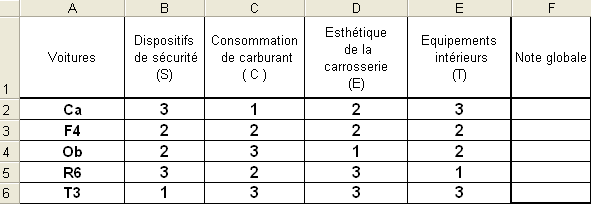 A B C D E F
1 Voitures Dispositifs de sécurité (S) Consommation de carburant ( C ) Esthétique de la carrosserie (E) Equipements intérieurs (T) Note globale
2 Ca 3 1 2 3
3 F4 2 2 2 2
4 Ob 2 3 1 2
5 R6 3 2 3 1
6 T3 1 3 3 3